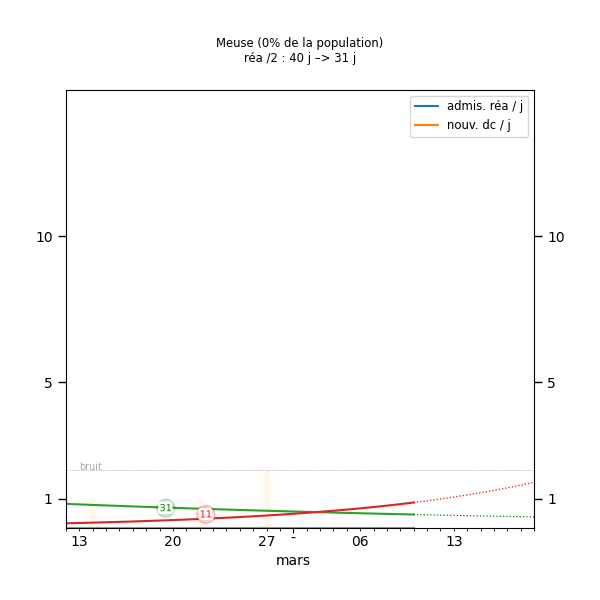 Meuse (0% de la population)
réa /2 : 40 j –> 31 j
admis. réa / j
nouv. dc / j
10 10
5 5
bruit
1 1
31
11
13 20 27 - 06 13
mars